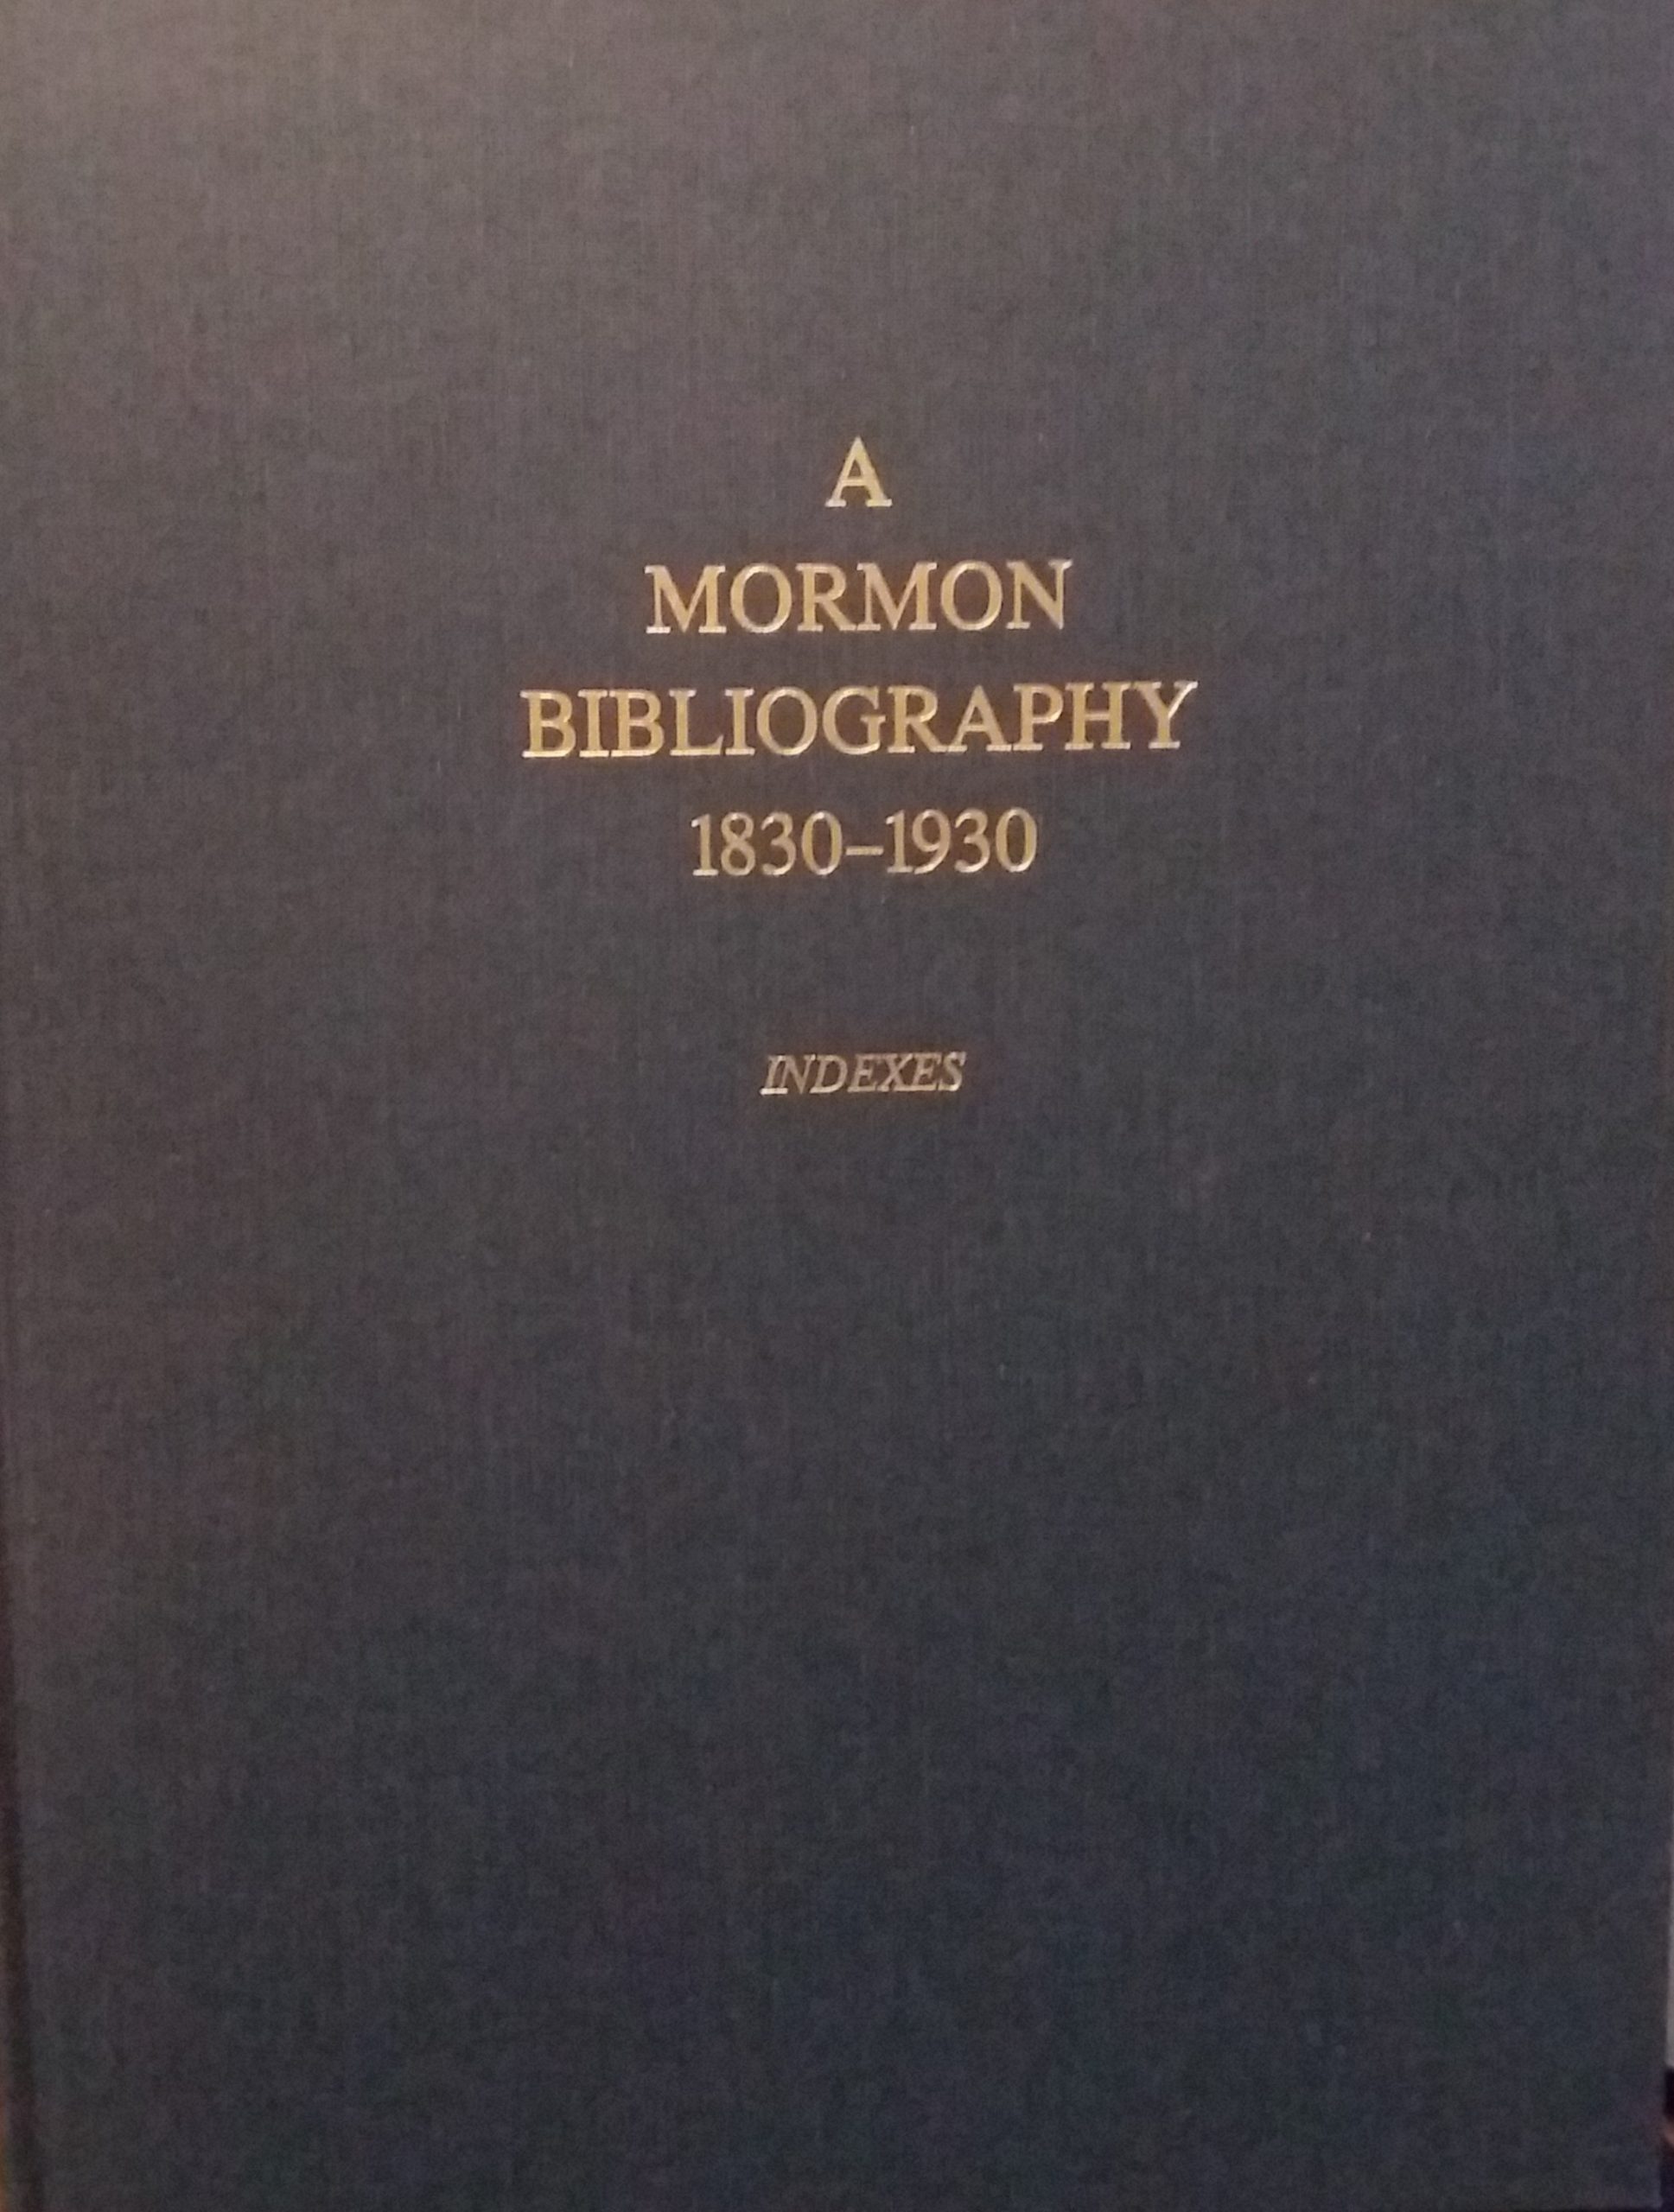 A
MORMON
BIBLIOGRAPHY
1830–1930
INDEXES